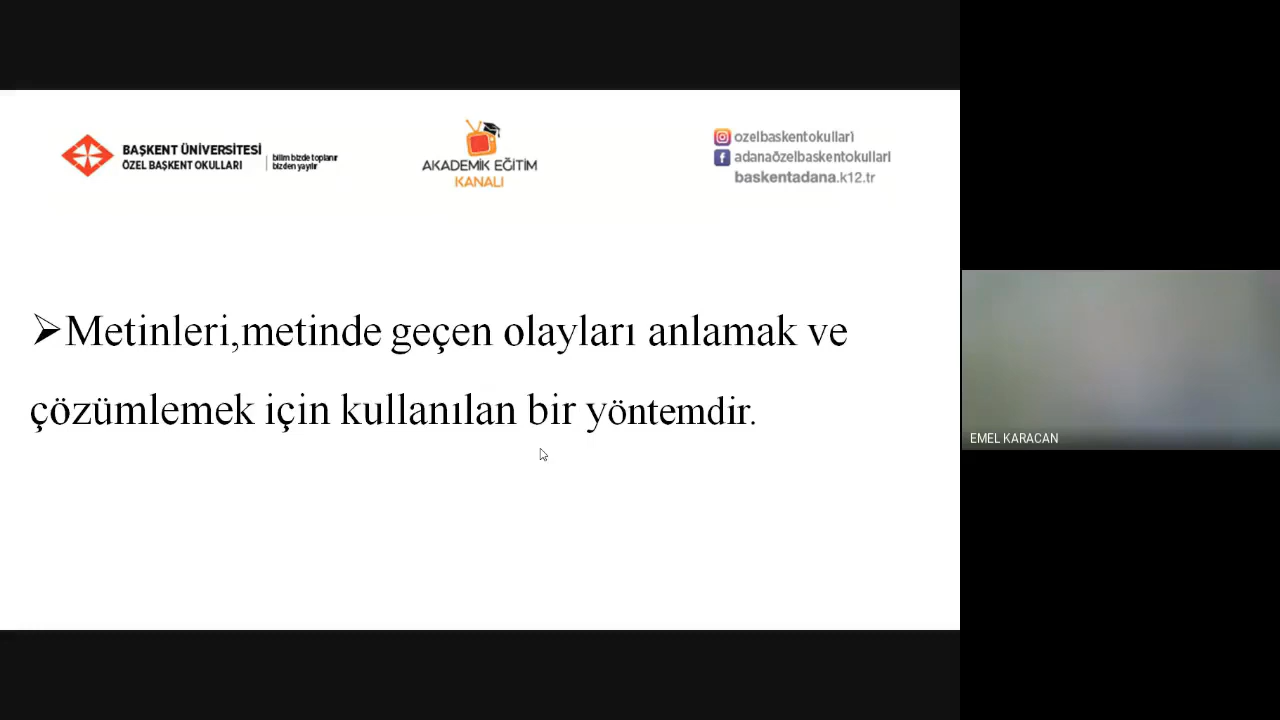 BAŞKENT ÜNİVERSİTESİ
ÖZEL BAŞKENT OKULLARI
bilim bizde toplanır
bizden yayılır
AKADEMİK EĞİTİM
KANALI
ozelbaskentokulları
adanaözelbaskentokullari
baskentadana.k12.tr
➢Metinleri,metinde geçen olayları anlamak ve
çözümlemek için kullanılan bir yöntemdir.
EMEL KARACAN